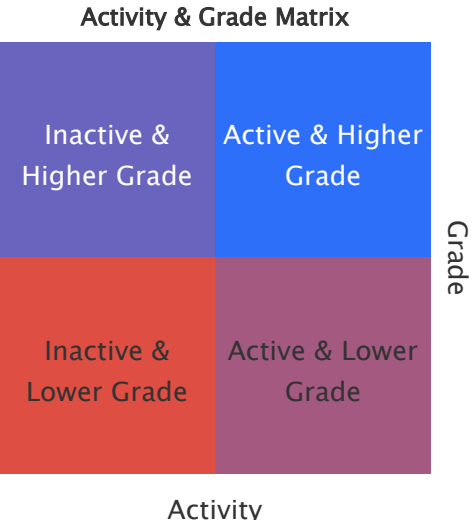 Activity & Grade Matrix
Inactive &
Higher Grade
Active & Higher
Grade
Grade
Inactive &
Lower Grade
Active & Lower
Grade
Activity